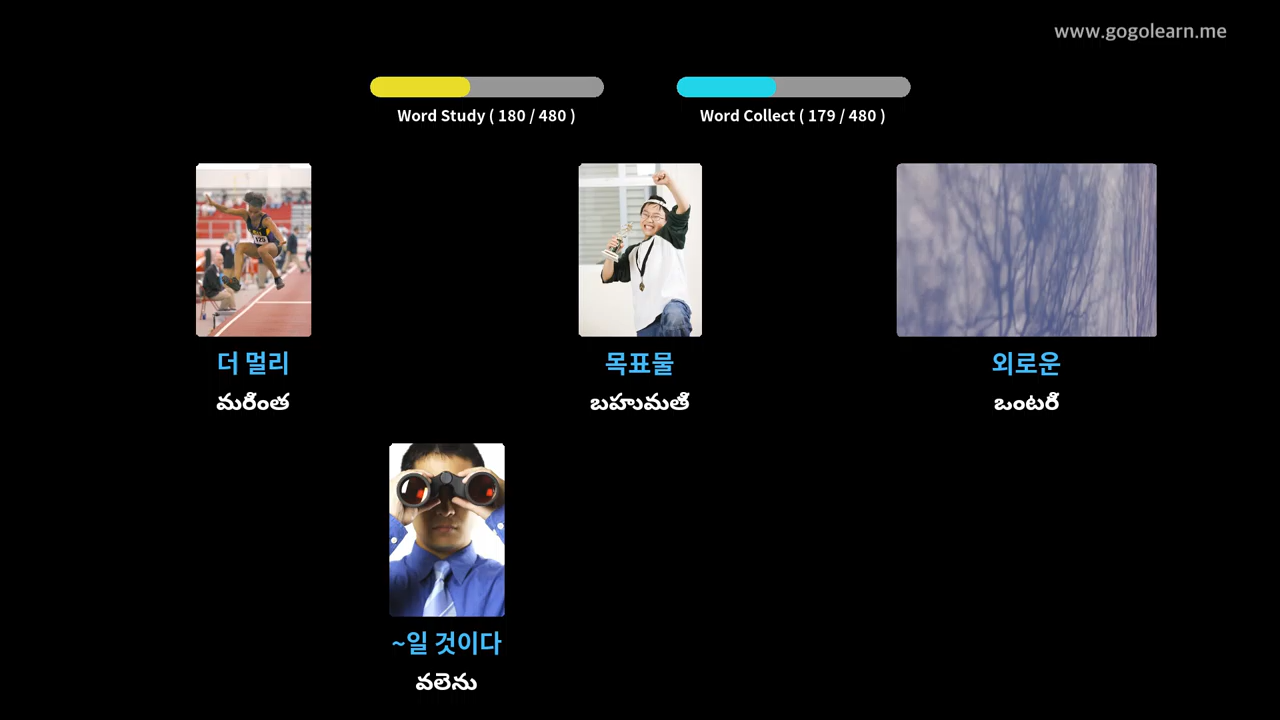 www.gogolearn.me
Word Study ( 180 / 480 )
Word Collect ( 179 / 480 )
더 멀리
మరింత
목표물
బహుమతి
외로운
ఒంటరి
~일 것이다
వలెను